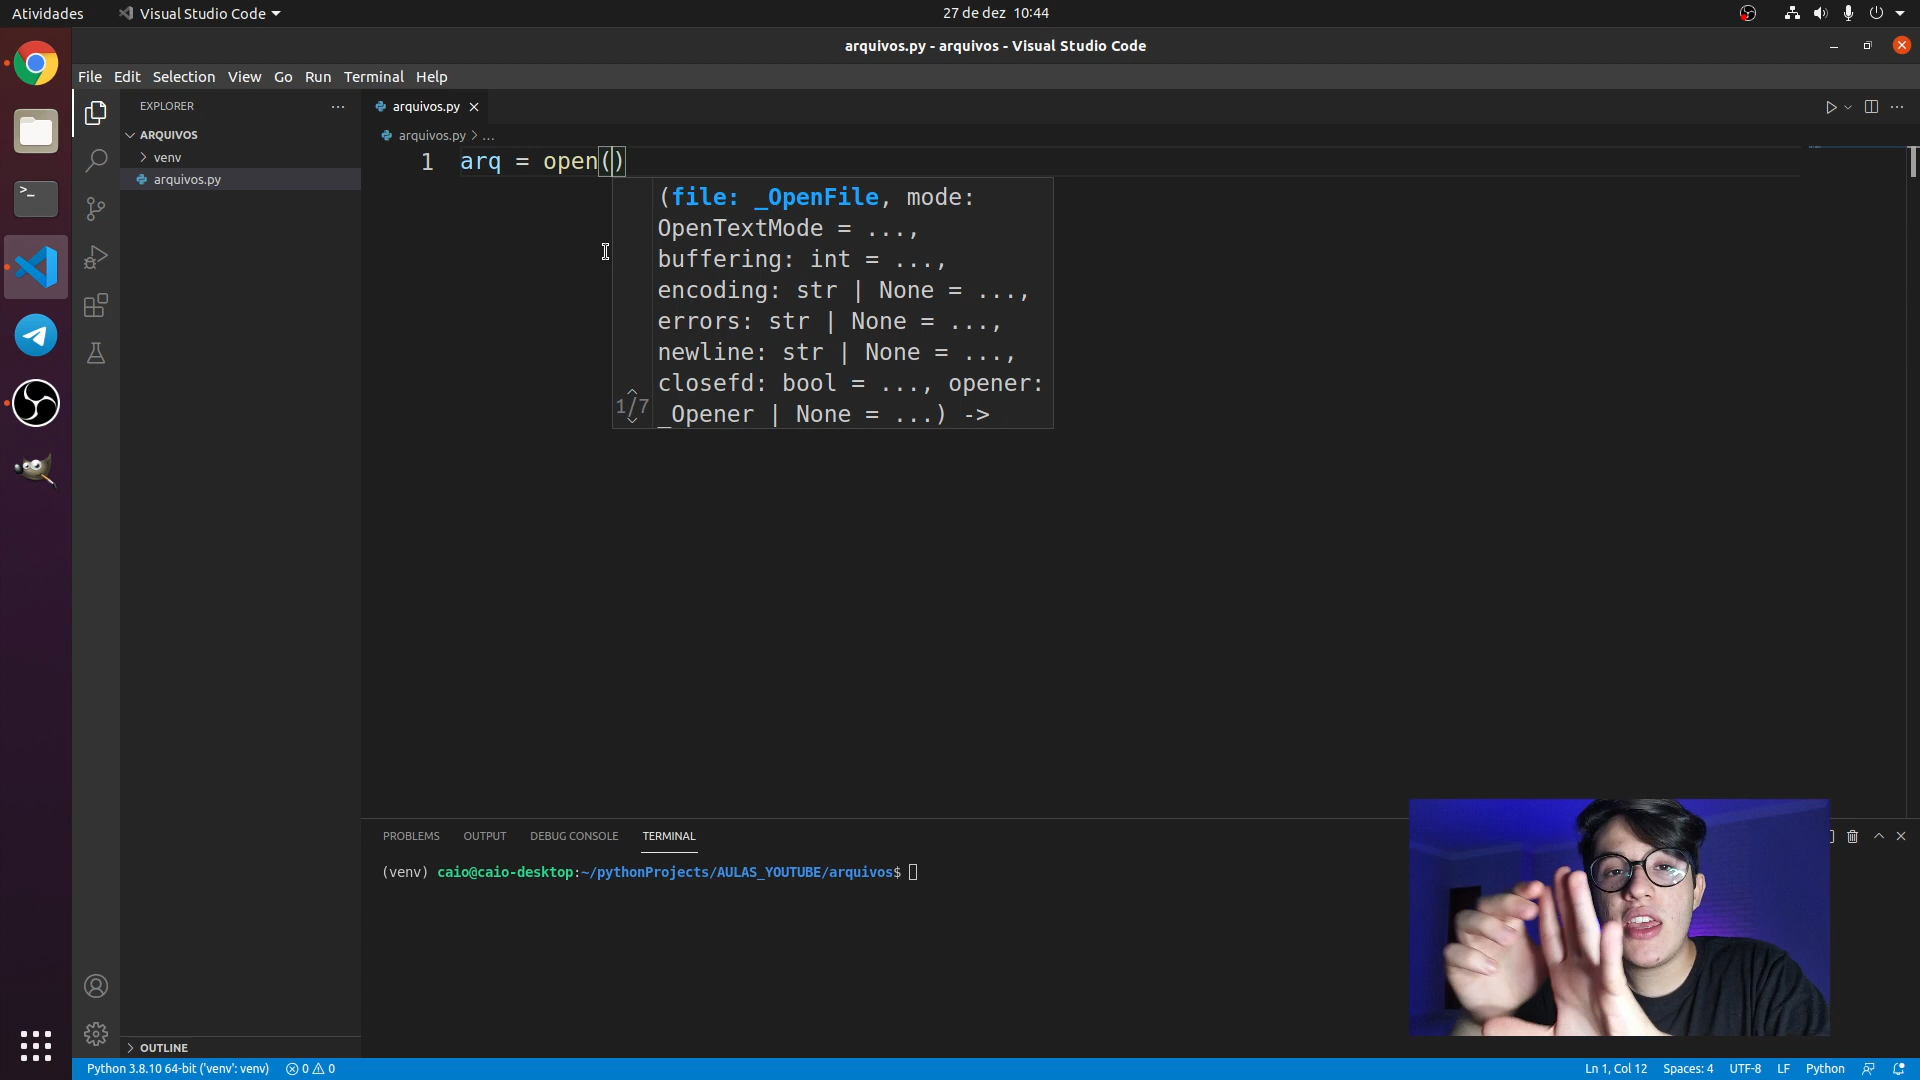 Atividades
Visual Studio Code
27 de dez 10:44
arquivos.py - arquivos - Visual Studio Code
File Edit Selection View Go Run Terminal Help
EXPLORER
ARQUIVOS
venv
arquivos.py
OUTLINE
arquivos.py
arquivos.py > ...
1 arq = open()
(file: _OpenFile, mode:
OpenTextMode = ...,
buffering: int = ...,
encoding: str | None = ...,
errors: str | None = ...,
newline: str | None = ...,
closefd: bool = ..., opener:
_Opener | None = ...) ->
1/7
PROBLEMS OUTPUT DEBUG CONSOLE TERMINAL
(venv) caio@caio-desktop:~/pythonProjects/AULAS_YOUTUBE/arquivos$
Python 3.8.10 64-bit ('venv': venv) 0 0
Ln 1, Col 12 Spaces: 4 UTF-8 LF Python